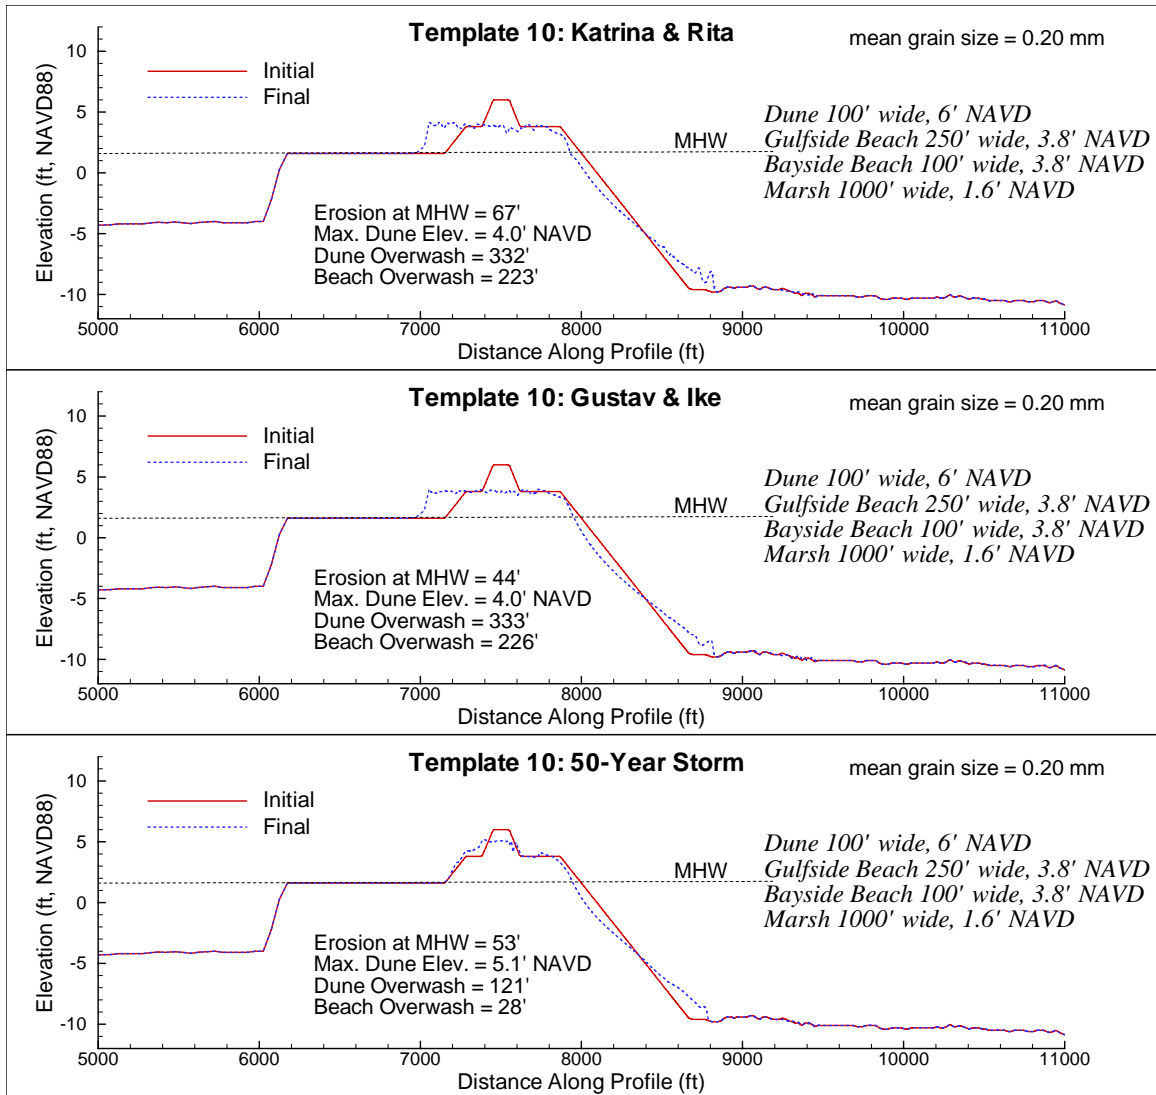 Template 10: Katrina & Rita
mean grain size = 0.20 mm
Initial
Final
Dune 100' wide, 6' NAVD
Gulfside Beach 250' wide, 3.8' NAVD
Bayside Beach 100' wide, 3.8' NAVD
Marsh 1000' wide, 1.6' NAVD
MHW
Erosion at MHW = 67'
Max. Dune Elev. = 4.0' NAVD
Dune Overwash = 332'
Beach Overwash = 223'
Elevation (ft, NAVD88)
10
5
0
-5
-10
5000 6000 7000 8000 9000 10000 11000
Distance Along Profile (ft)
Template 10: Gustav & Ike
mean grain size = 0.20 mm
Initial
Final
Dune 100' wide, 6' NAVD
Gulfside Beach 250' wide, 3.8' NAVD
Bayside Beach 100' wide, 3.8' NAVD
Marsh 1000' wide, 1.6' NAVD
MHW
Erosion at MHW = 44'
Max. Dune Elev. = 4.0' NAVD
Dune Overwash = 333'
Beach Overwash = 226'
Elevation (ft, NAVD88)
10
5
0
-5
-10
5000 6000 7000 8000 9000 10000 11000
Distance Along Profile (ft)
Template 10: 50-Year Storm
mean grain size = 0.20 mm
Initial
Final
Dune 100' wide, 6' NAVD
Gulfside Beach 250' wide, 3.8' NAVD
Bayside Beach 100' wide, 3.8' NAVD
Marsh 1000' wide, 1.6' NAVD
MHW
Erosion at MHW = 53'
Max. Dune Elev. = 5.1' NAVD
Dune Overwash = 121'
Beach Overwash = 28'
Elevation (ft, NAVD88)
10
5
0
-5
-10
5000 6000 7000 8000 9000 10000 11000
Distance Along Profile (ft)